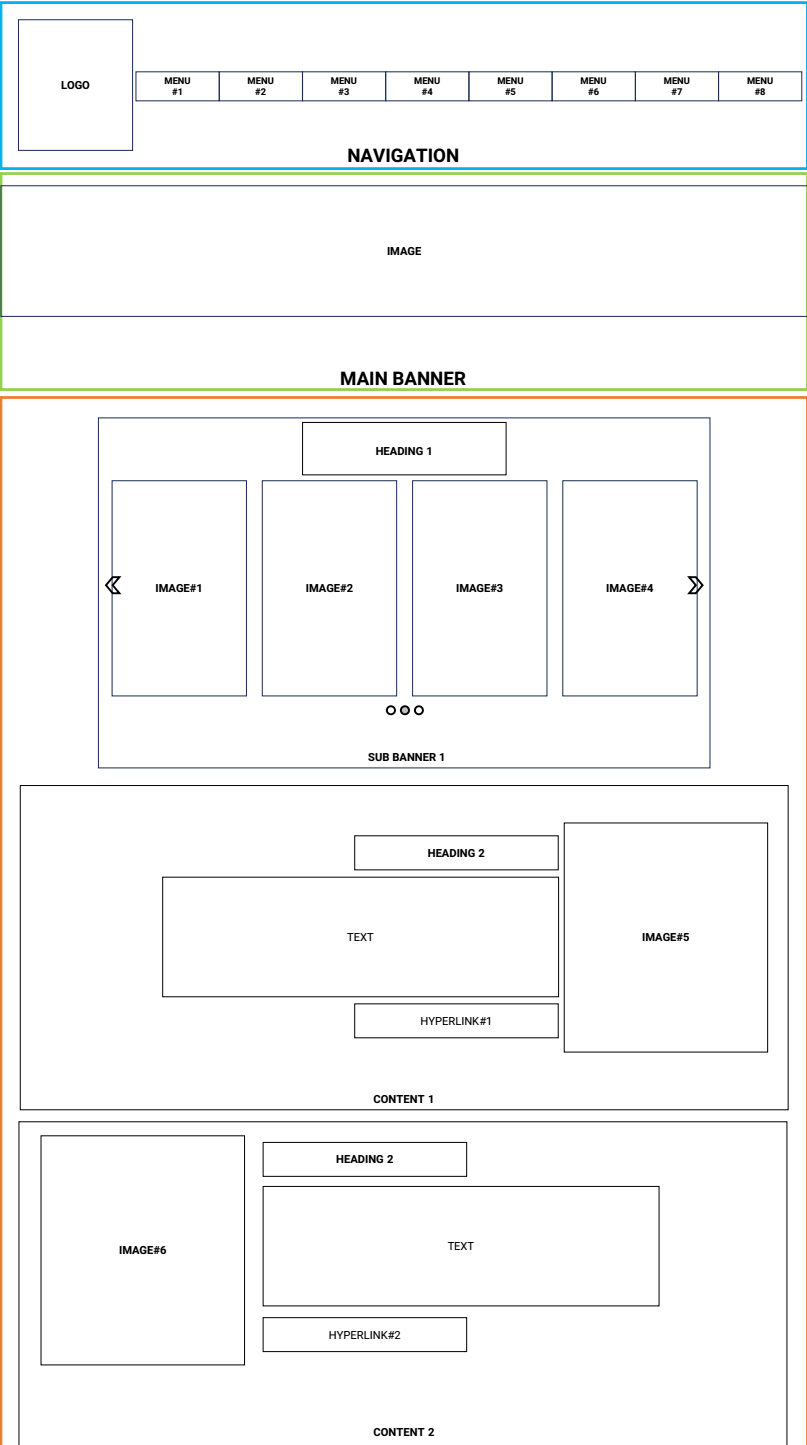 LOGO
MENU
#1
MENU
#2
MENU
#3
MENU
#4
MENU
#5
MENU
#6
MENU
#7
MENU
#8
NAVIGATION
IMAGE
MAIN BANNER
HEADING 1
IMAGE#1
IMAGE#2
IMAGE#3
IMAGE#4
SUB BANNER 1
HEADING 2
TEXT
IMAGE#5
HYPERLINK#1
CONTENT 1
HEADING 2
IMAGE#6
TEXT
HYPERLINK#2
CONTENT 2